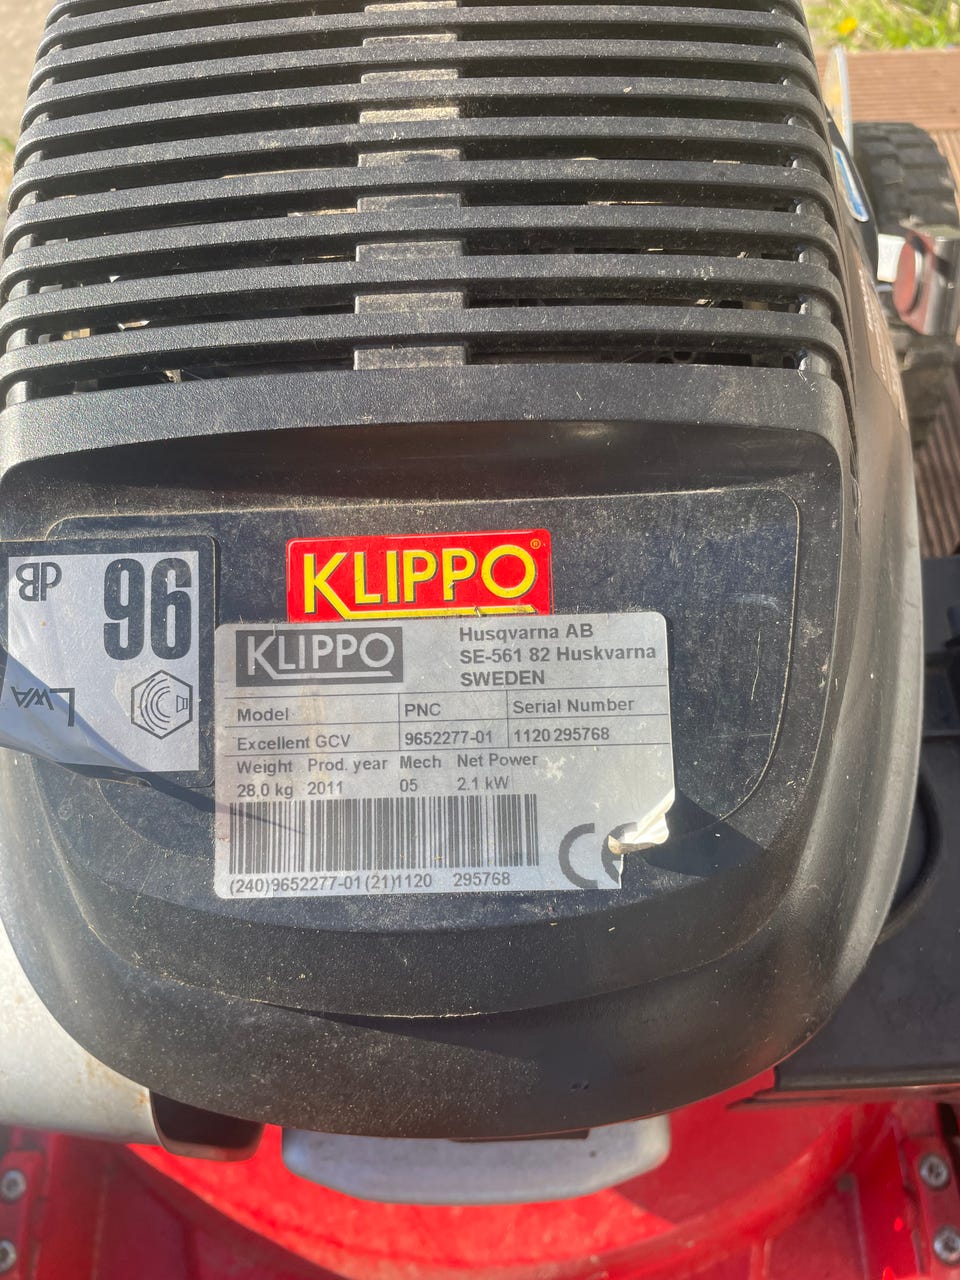 KLIPPO®
KLIPPO
Husqvarna AB
SE-561 82 Huskvarna
SWEDEN
Model PNC Serial Number
Excellent GCV 9652277-01 1120 295768
Weight Prod. year Mech Net Power
28,0 kg 2011 05 2.1 kW
(240)9652277-01(21)1120 295768
CE
LWA
96
dB